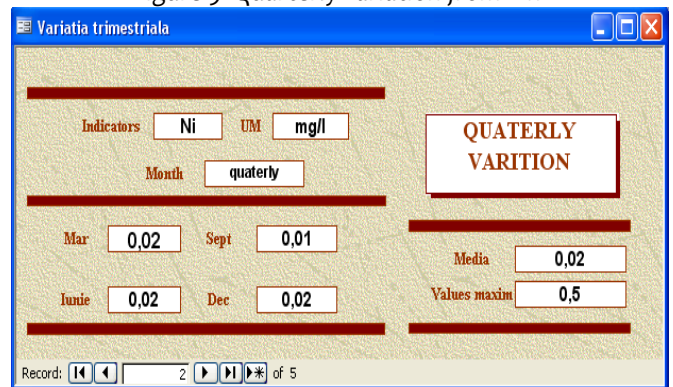 Variatia trimestriala
Indicators Ni UM mg/l
Month quaterly
QUATERLY
VARITION
Mar 0,02 Sept 0,01
Iunie 0,02 Dec 0,02
Media 0,02
Values maxim 0,5
Record: 2 of 5